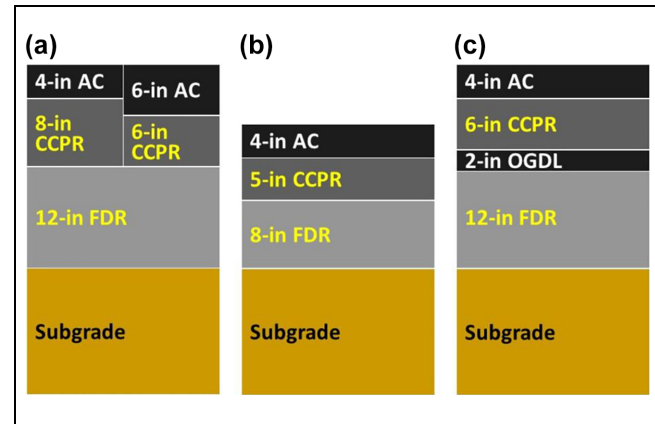 (a)
4-in AC
8-in
CCPR
6-in AC
6-in
CCPR
12-in FDR
Subgrade
(b)
4-in AC
5-in CCPR
8-in FDR
Subgrade
(c)
4-in AC
6-in CCPR
2-in OGDL
12-in FDR
Subgrade